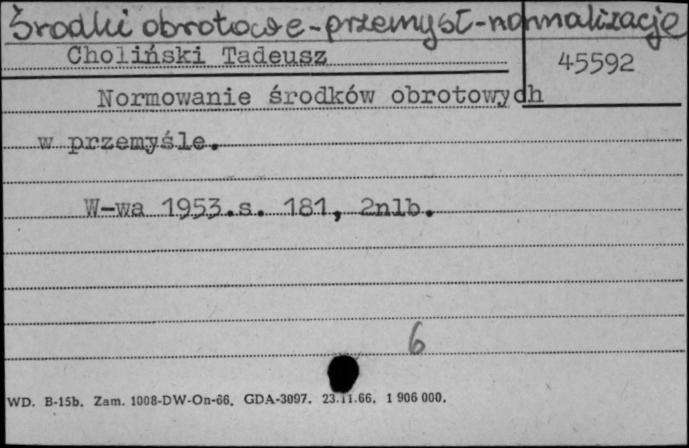 Środki obrotowe-przemysł-normalizacje
Choliński Tadeusz
45592
Normowanie środków obrotowych
w przemyśle.
W-wa 1953.s. 181, 2nlb.
6
WD. B-15b. Zam. 1008-DW-On-66. GDA-3097. 23.11.66. 1 906 000.